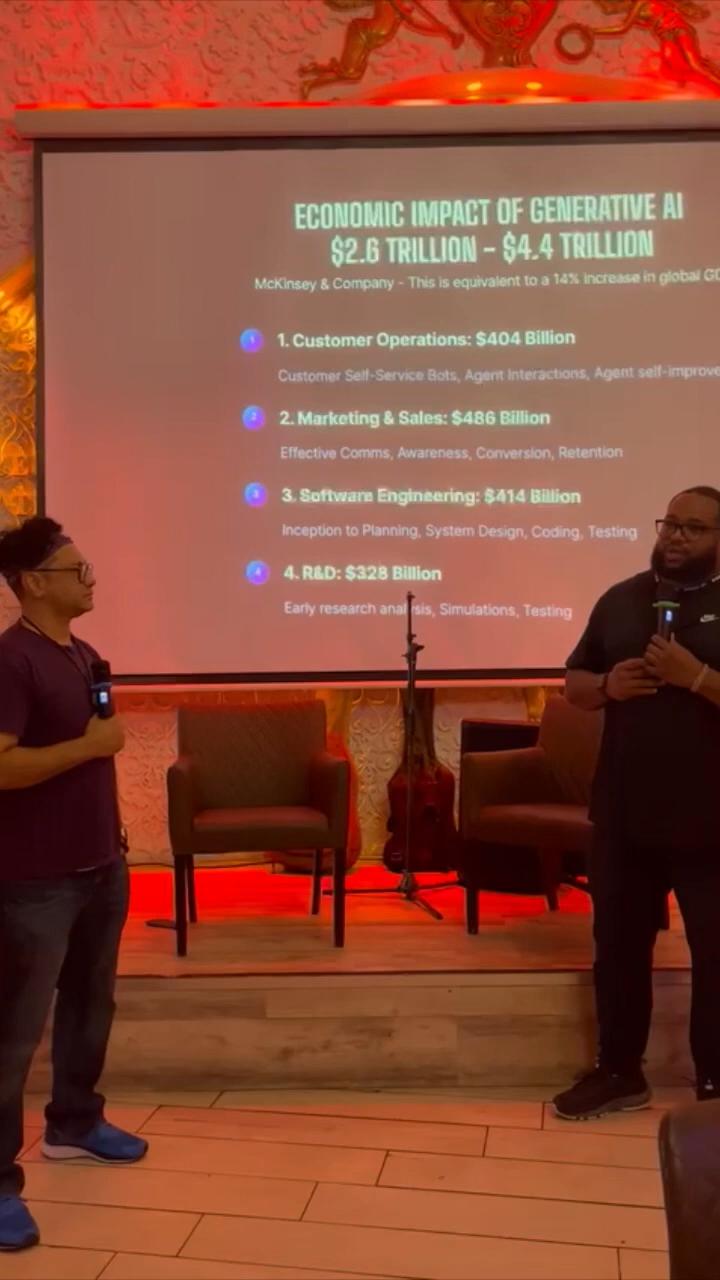 ECONOMIC IMPACT OF GENERATIVE AI
$2.6 TRILLION – $4.4 TRILLION
McKinsey & Company - This is equivalent to a 14% increase in global
1
1. Customer Operations: $404 Billion
Customer Self-Service Bots, Agent Interactions, Agent self-improve
2
2. Marketing & Sales: $486 Billion
Effective Comms, Awareness, Conversion, Retention
3
3. Software Engineering: $414 Billion
Inception to Planning, System Design, Coding, Testing
4
4. R&D: $328 Billion
Early research analysis, Simulations, Testing